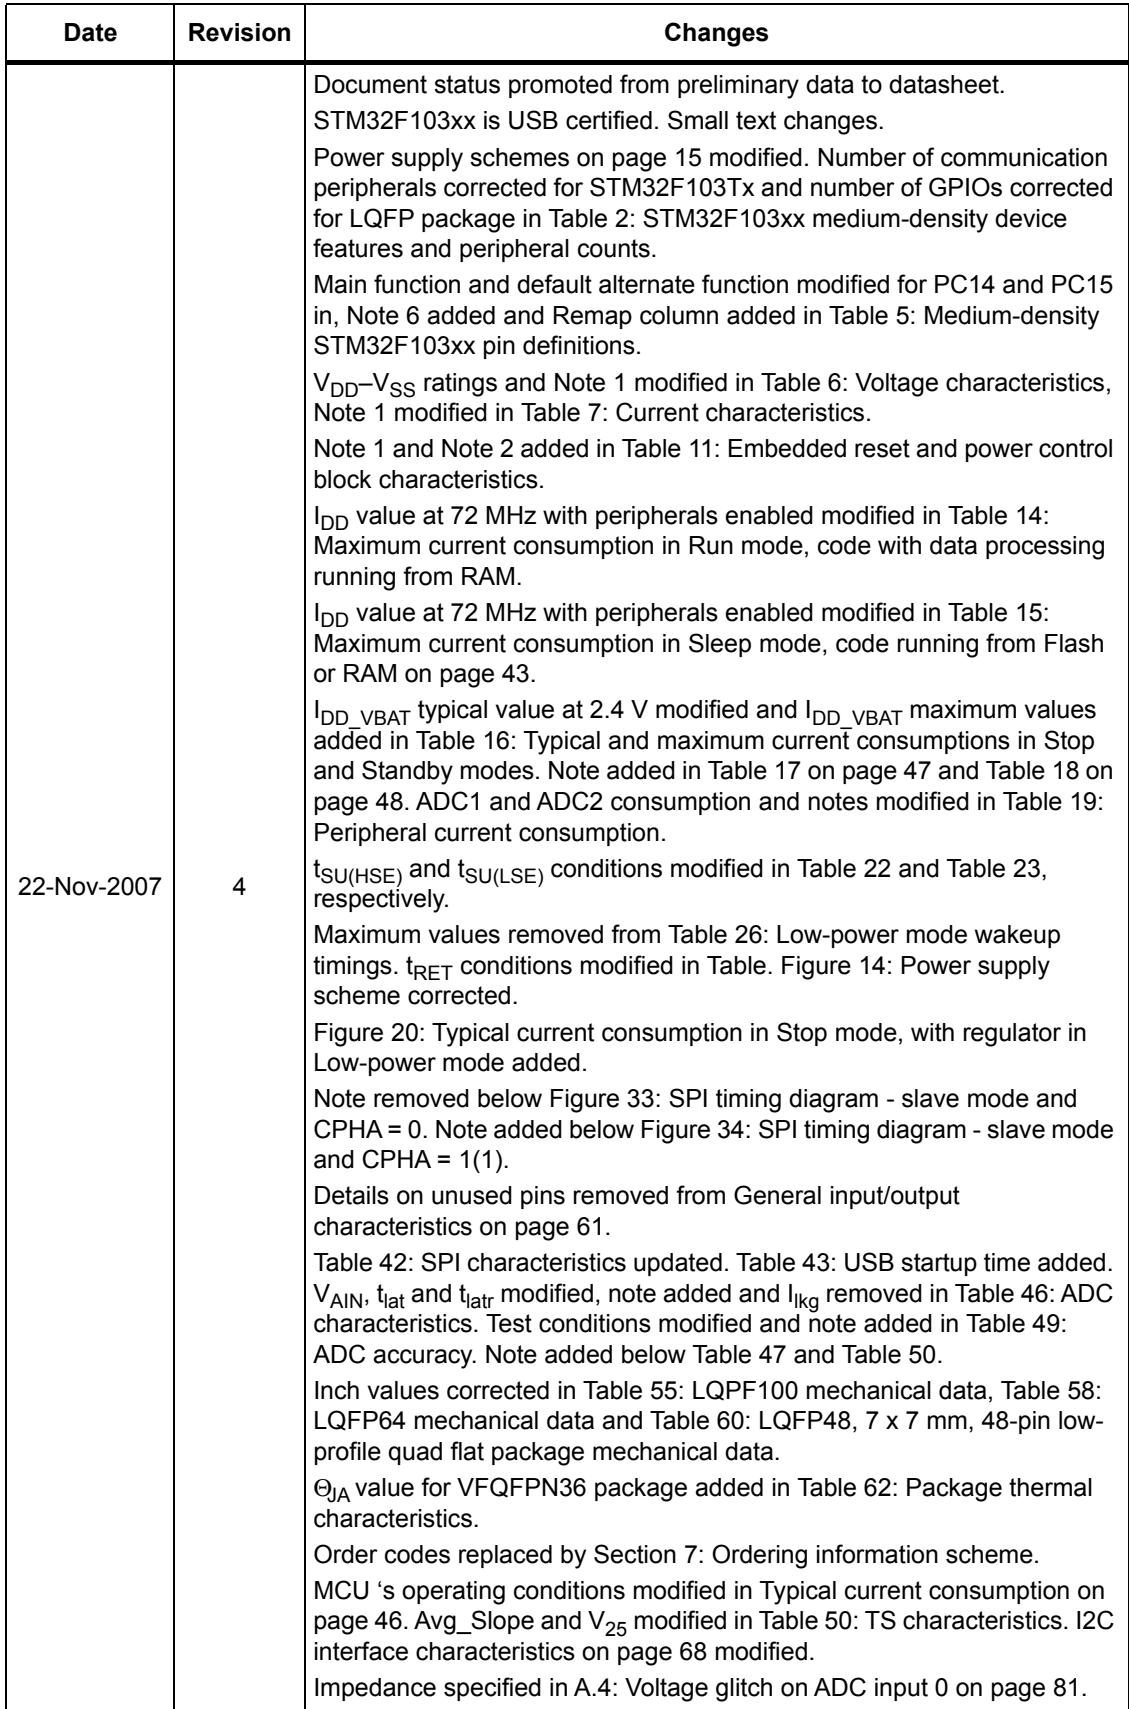 Date Revision Changes
Document status promoted from preliminary data to datasheet.
STM32F103xx is USB certified. Small text changes.
Power supply schemes on page 15 modified. Number of communication
peripherals corrected for STM32F103Tx and number of GPIOs corrected
for LQFP package in Table 2: STM32F103xx medium-density device
features and peripheral counts.
Main function and default alternate function modified for PC14 and PC15
in, Note 6 added and Remap column added in Table 5: Medium-density
STM32F103xx pin definitions.
VDD–VSS ratings and Note 1 modified in Table 6: Voltage characteristics,
Note 1 modified in Table 7: Current characteristics.
Note 1 and Note 2 added in Table 11: Embedded reset and power control
block characteristics.
IDD value at 72 MHz with peripherals enabled modified in Table 14:
Maximum current consumption in Run mode, code with data processing
running from RAM.
IDD value at 72 MHz with peripherals enabled modified in Table 15:
Maximum current consumption in Sleep mode, code running from Flash
or RAM on page 43.
IDD_VBAT typical value at 2.4 V modified and IDD_VBAT maximum values
added in Table 16: Typical and maximum current consumptions in Stop
and Standby modes. Note added in Table 17 on page 47 and Table 18 on
page 48. ADC1 and ADC2 consumption and notes modified in Table 19:
Peripheral current consumption.
22-Nov-2007 4
tSU(HSE) and tSU(LSE) conditions modified in Table 22 and Table 23,
respectively.
Maximum values removed from Table 26: Low-power mode wakeup
timings. tRET conditions modified in Table. Figure 14: Power supply
scheme corrected.
Figure 20: Typical current consumption in Stop mode, with regulator in
Low-power mode added.
Note removed below Figure 33: SPI timing diagram - slave mode and
CPHA = 0. Note added below Figure 34: SPI timing diagram - slave mode
and CPHA = 1(1).
Details on unused pins removed from General input/output
characteristics on page 61.
Table 42: SPI characteristics updated. Table 43: USB startup time added.
VAIN, tlat and tlatr modified, note added and Ilkg removed in Table 46: ADC
characteristics. Test conditions modified and note added in Table 49:
ADC accuracy. Note added below Table 47 and Table 50.
Inch values corrected in Table 55: LQPF100 mechanical data, Table 58:
LQFP64 mechanical data and Table 60: LQFP48, 7 x 7 mm, 48-pin low-
profile quad flat package mechanical data.
ΘJA value for VFQFPN36 package added in Table 62: Package thermal
characteristics.
Order codes replaced by Section 7: Ordering information scheme.
MCU ‘s operating conditions modified in Typical current consumption on
page 46. Avg_Slope and V25 modified in Table 50: TS characteristics. I2C
interface characteristics on page 68 modified.
Impedance specified in A.4: Voltage glitch on ADC input 0 on page 81.